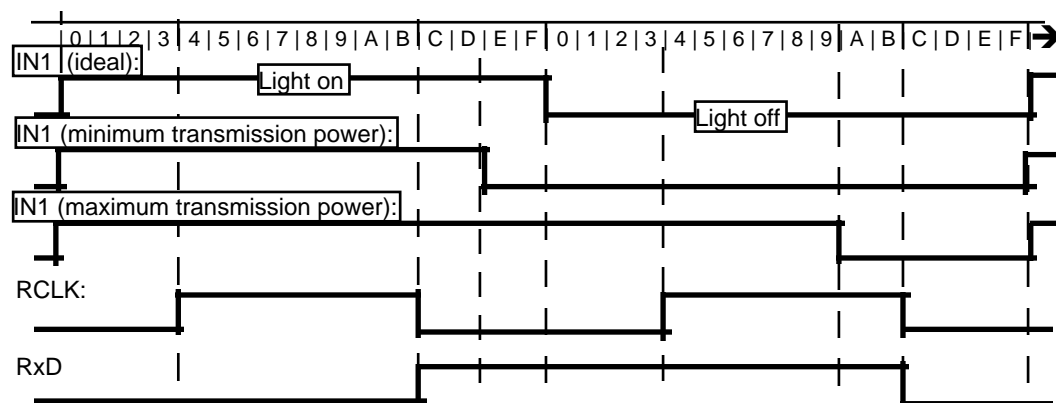 0 | 1 | 2 | 3 | 4 | 5 | 6 | 7 | 8 | 9 | A | B | C | D | E | F | 0 | 1 | 2 | 3 | 4 | 5 | 6 | 7 | 8 | 9 | A | B | C | D | E | F |
IN1 (ideal):
Light on
Light off
IN1 (minimum transmission power):
IN1 (maximum transmission power):
RCLK:
RxD